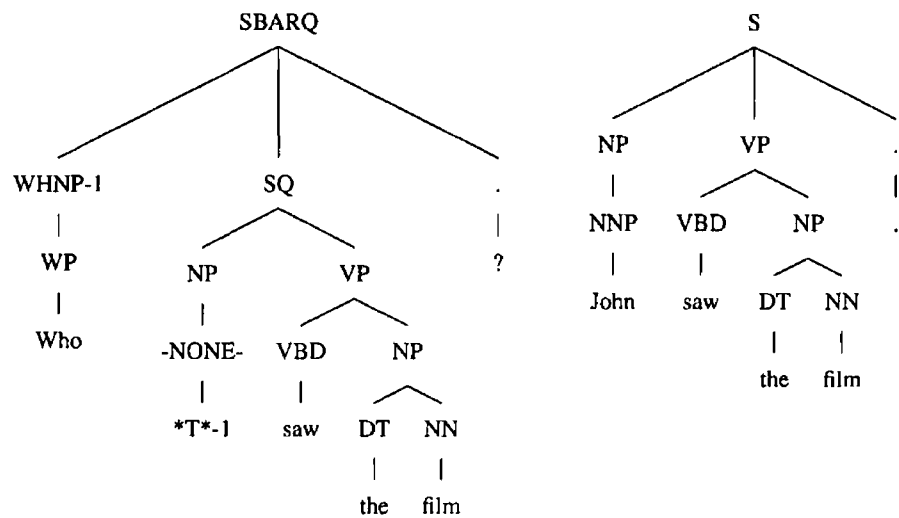 SBARQ S
NP VP .
WHNP-1 SQ .
NNP VBD NP .
WP NP VP ?
John saw DT NN
Who -NONE- VBD NP
the film
*T*-1 saw DT NN
the film